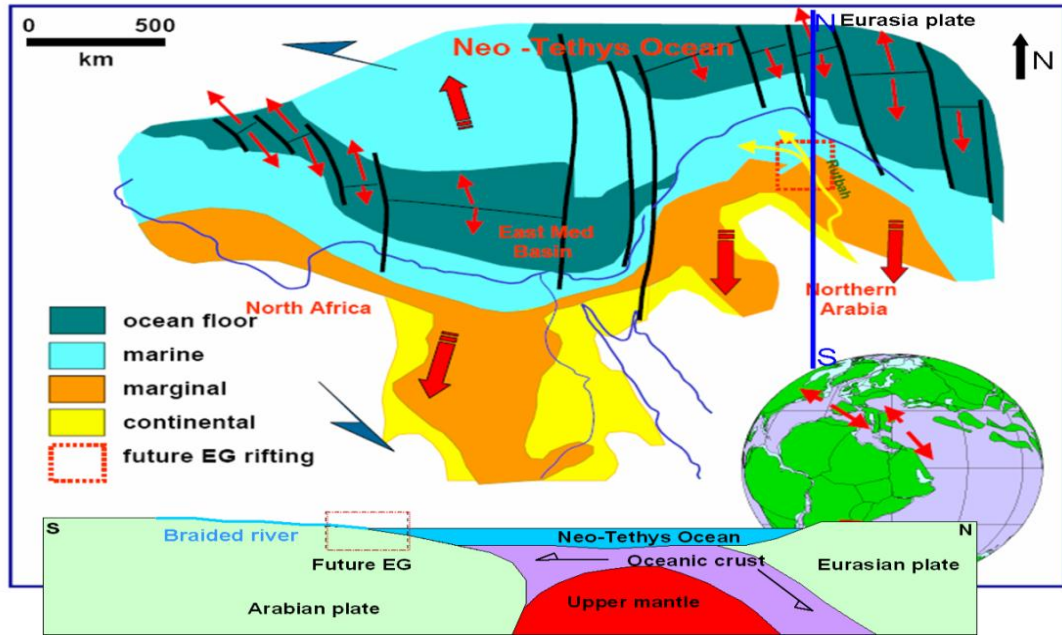 0 500
km
Neo -Tethys Ocean
N
Eurasia plate
N
Rutbah
East Med
Basin
North Africa
Northern
Arabia
S
ocean floor
marine
marginal
continental
future EG rifting
S
N
Braided river
Neo-Tethys Ocean
Future EG
Oceanic crust
Eurasian plate
Arabian plate
Upper mantle